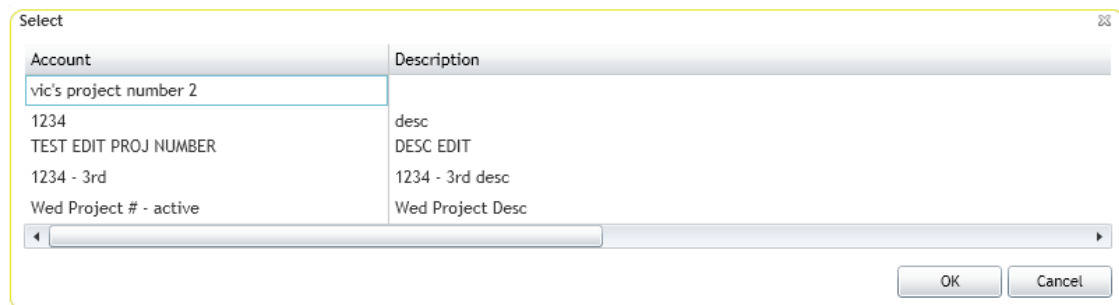 Select
Account Description
vic's project number 2
1234 desc
TEST EDIT PROJ NUMBER DESC EDIT
1234 - 3rd 1234 - 3rd desc
Wed Project # - active Wed Project Desc
OK Cancel